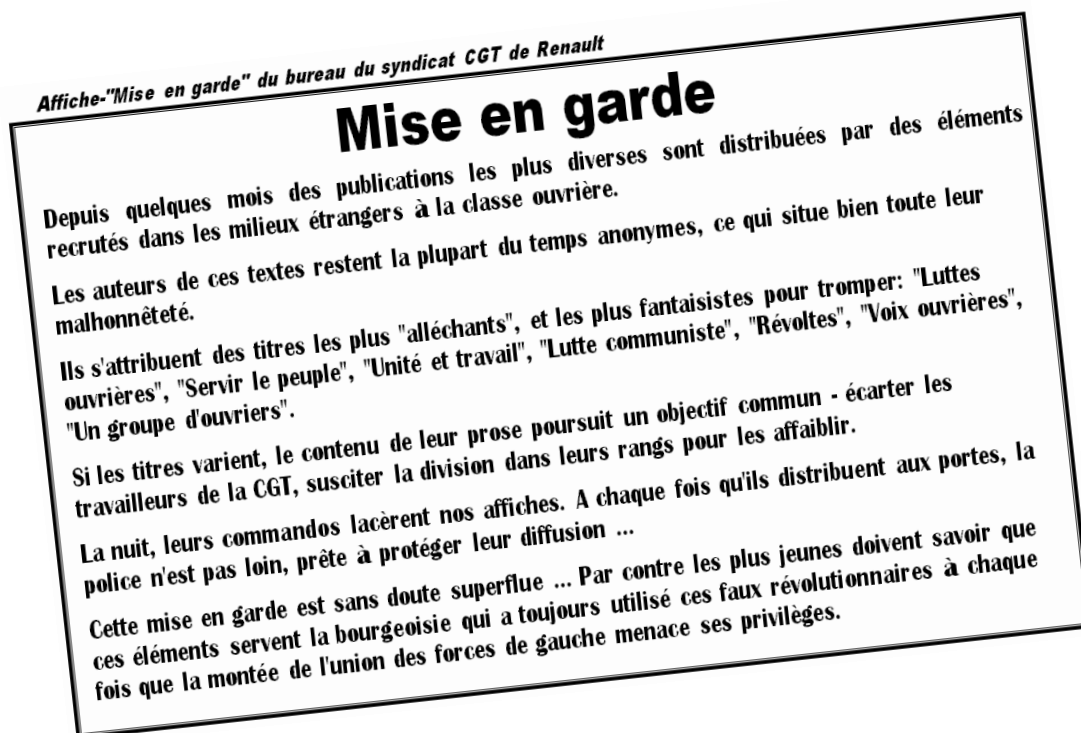 Affiche-"Mise en garde" du bureau du syndicat CGT de Renault
Mise en garde
Depuis quelques mois des publications les plus diverses sont distribuées par des éléments
recrutés dans les milieux étrangers à la classe ouvrière.
Les auteurs de ces textes restent la plupart du temps anonymes, ce qui situe bien toute leur
malhonnêteté.
Ils s'attribuent des titres les plus "alléchants", et les plus fantaisistes pour tromper: "Luttes
ouvrières", "Servir le peuple", "Unité et travail", "Lutte communiste", "Révoltes", "Voix ouvrières",
"Un groupe d'ouvriers".
Si les titres varient, le contenu de leur prose poursuit un objectif commun - écarter les
travailleurs de la CGT, susciter la division dans leurs rangs pour les affaiblir.
La nuit, leurs commandos lacèrent nos affiches. A chaque fois qu'ils distribuent aux portes, la
police n'est pas loin, prête à protéger leur diffusion ...
Cette mise en garde est sans doute superflue ... Par contre les plus jeunes doivent savoir que
ces éléments servent la bourgeoisie qui a toujours utilisé ces faux révolutionnaires à chaque
fois que la montée de l'union des forces de gauche menace ses privilèges.